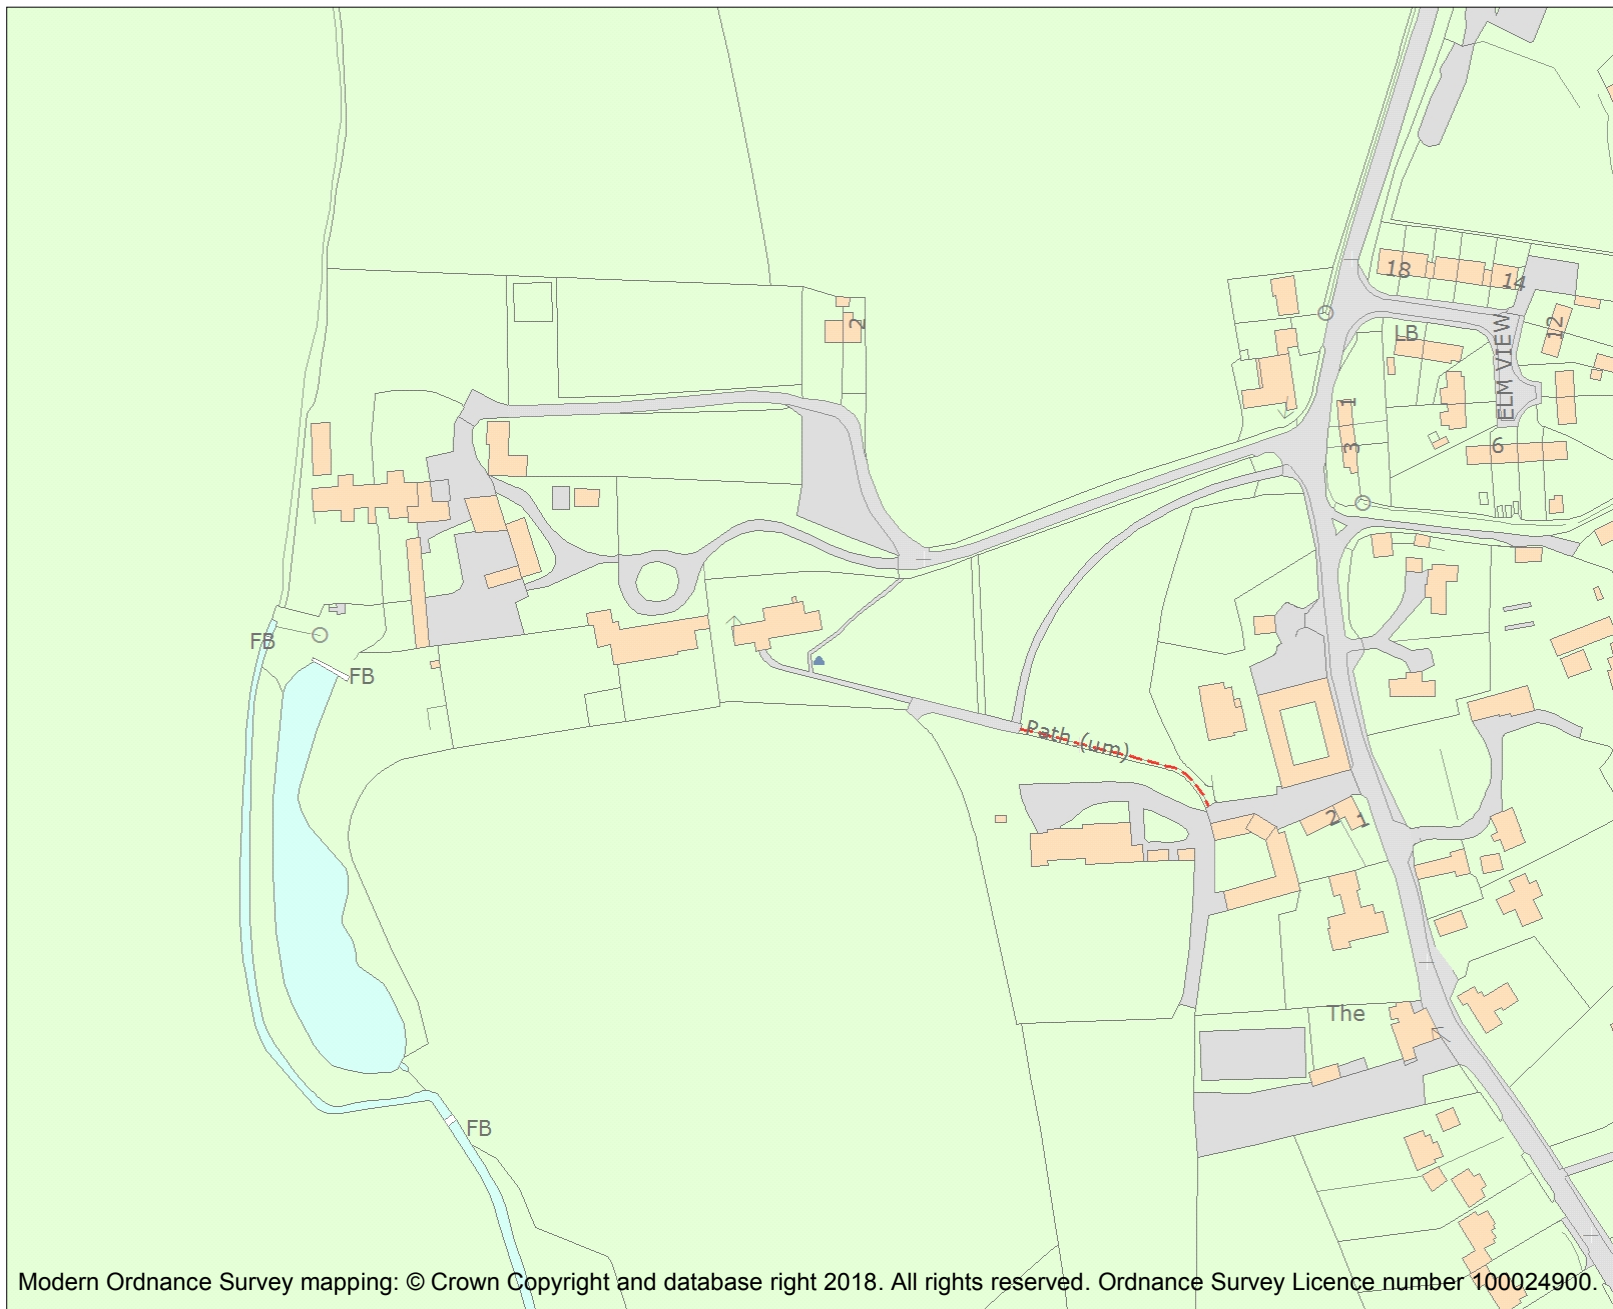 18
14
2
12
LB
ELM VIEW
1
3
6
FB
FB
Path (um)
2
1
The
FB
Modern Ordnance Survey mapping: © Crown Copyright and database right 2018. All rights reserved. Ordnance Survey Licence number 100024900.